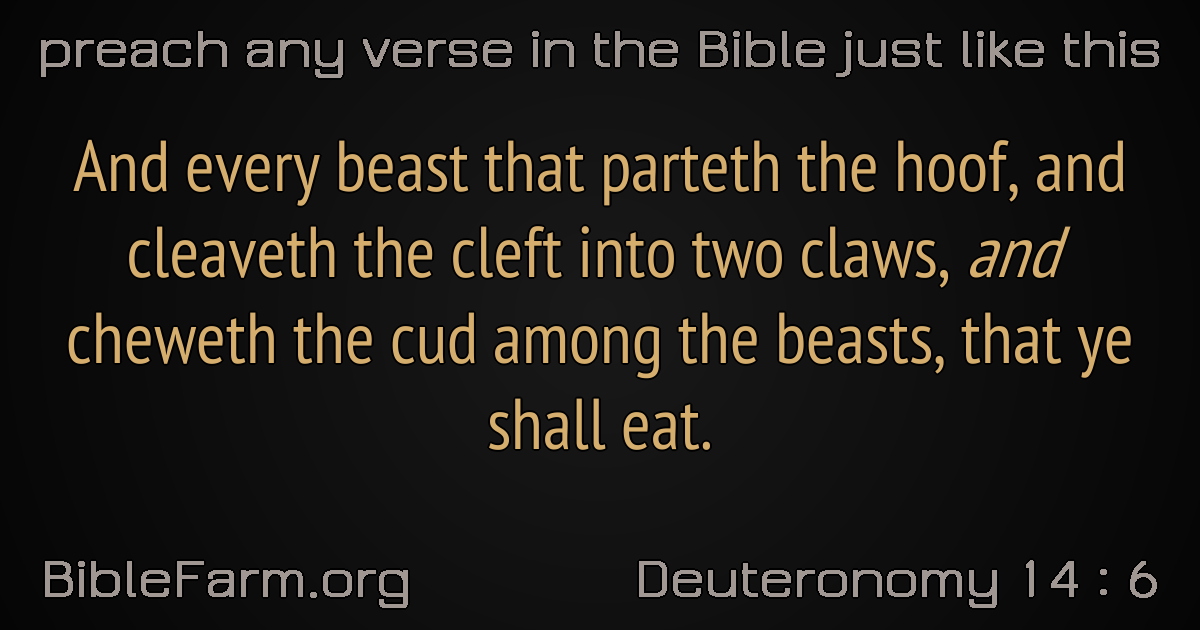 preach any verse in the Bible just like this
And every beast that parteth the hoof, and
cleaveth the cleft into two claws, and
cheweth the cud among the beasts, that ye
shall eat.
BibleFarm.org
Deuteronomy 14 : 6